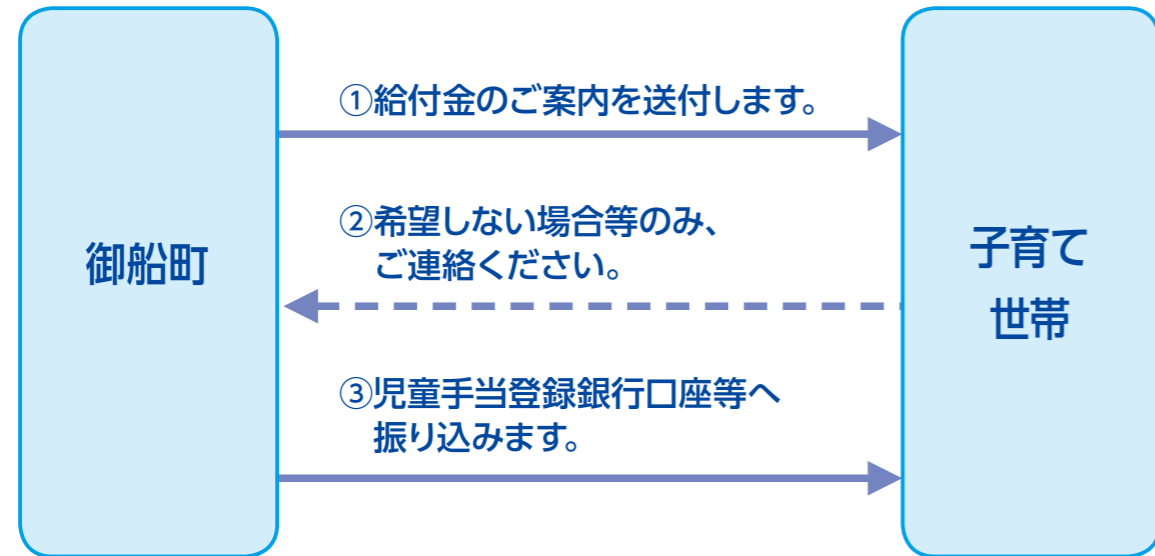 御船町
①給付金のご案内を送付します。
②希望しない場合等のみ、
ご連絡ください。
③児童手当登録銀行口座等へ
振り込みます。
子育て
世帯